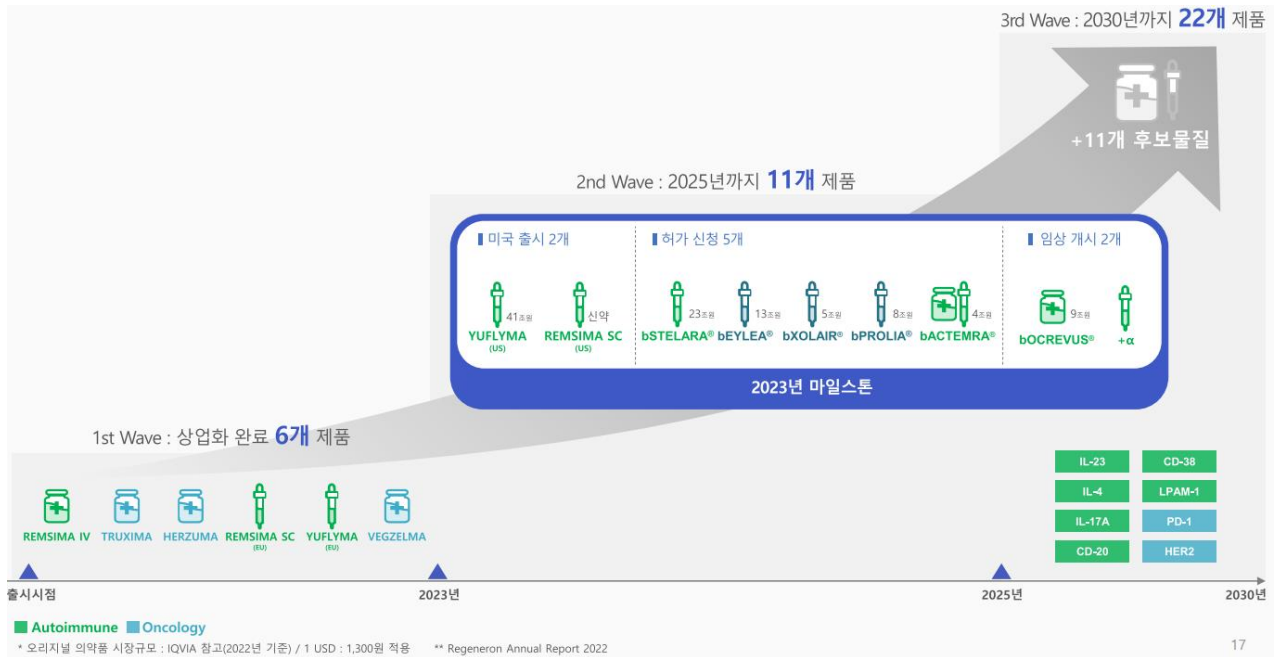 3rd Wave : 2030년까지 22개 제품
+11개 후보물질
2nd Wave : 2025년까지 11개 제품
미국 출시 2개
허가 신청 5개
임상 개시 2개
41조원
신약
23조원
13조원
5조원
8조원
4조원
9조원
YUFLYMA
(US)
REMSIMA SC
(US)
bSTELARA®
bEYLEA®
bXOLAIR®
bPROLIA®
bACTEMRA®
bOCREVUS®
+α
2023년 마일스톤
1st Wave : 상업화 완료 6개 제품
REMSIMA IV
TRUXIMA
HERZUMA
REMSIMA SC
(EU)
YUFLYMA
(EU)
VEGZELMA
IL-23
CD-38
IL-4
LPAM-1
IL-17A
PD-1
CD-20
HER2
출시시점
2023년
2025년
2030년
Autoimmune
Oncology
* 오리지널 의약품 시장규모 : IQVIA 참고(2022년 기준) / 1 USD : 1,300원 적용
** Regeneron Annual Report 2022
17